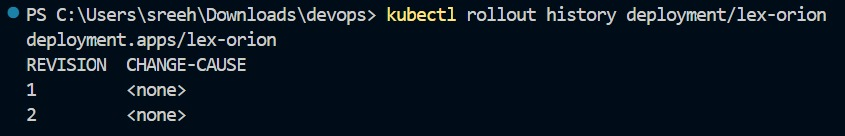 PS C:\Users\sreeh\Downloads\devops> kubectl rollout history deployment/lex-orion
deployment.apps/lex-orion
REVISION  CHANGE-CAUSE
1         <none>
2         <none>